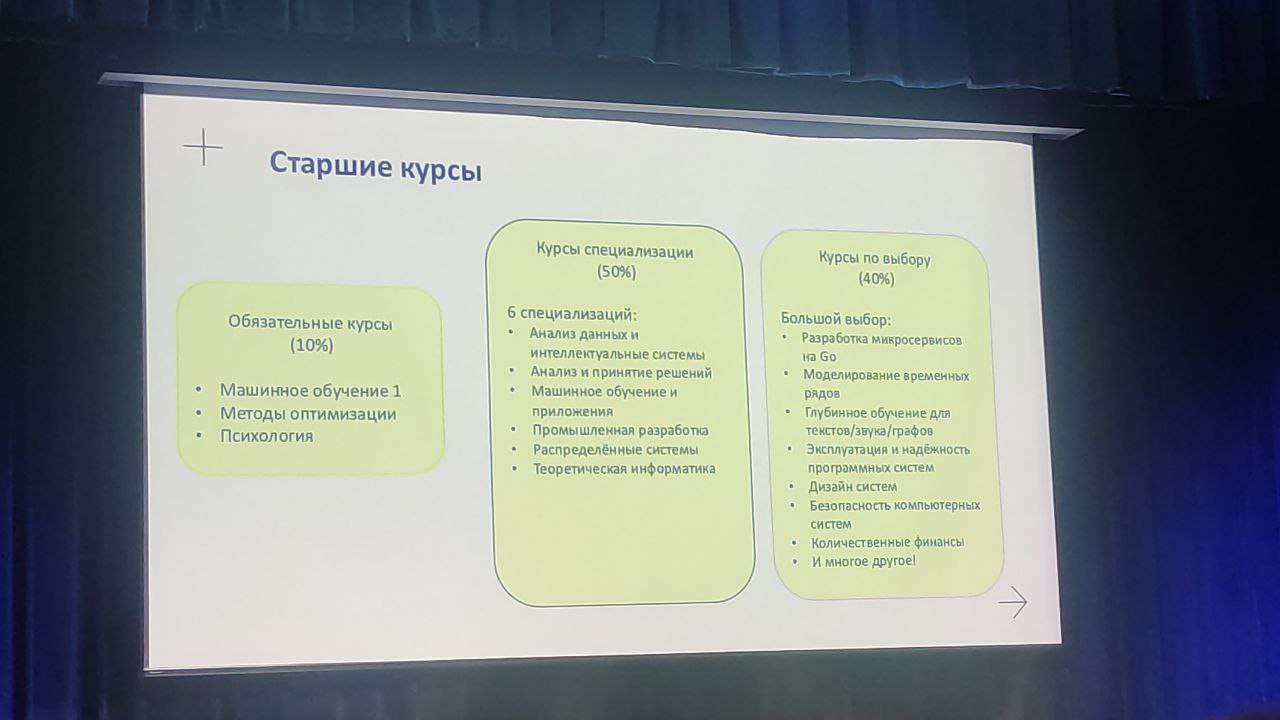 Старшие курсы
Обязательные курсы
(10%)
• Машинное обучение 1
• Методы оптимизации
• Психология
Курсы специализации
(50%)
6 специализаций:
• Анализ данных и
интеллектуальные системы
• Анализ и принятие решений
• Машинное обучение и
приложения
• Промышленная разработка
• Распределённые системы
• Теоретическая информатика
Курсы по выбору
(40%)
Большой выбор:
• Разработка микросервисов
на Go
• Моделирование временных
рядов
• Глубинное обучение для
текстов/звука/графов
• Эксплуатация и надёжность
программных систем
• Дизайн систем
• Безопасность компьютерных
систем
• Количественные финансы
• И многое другое!